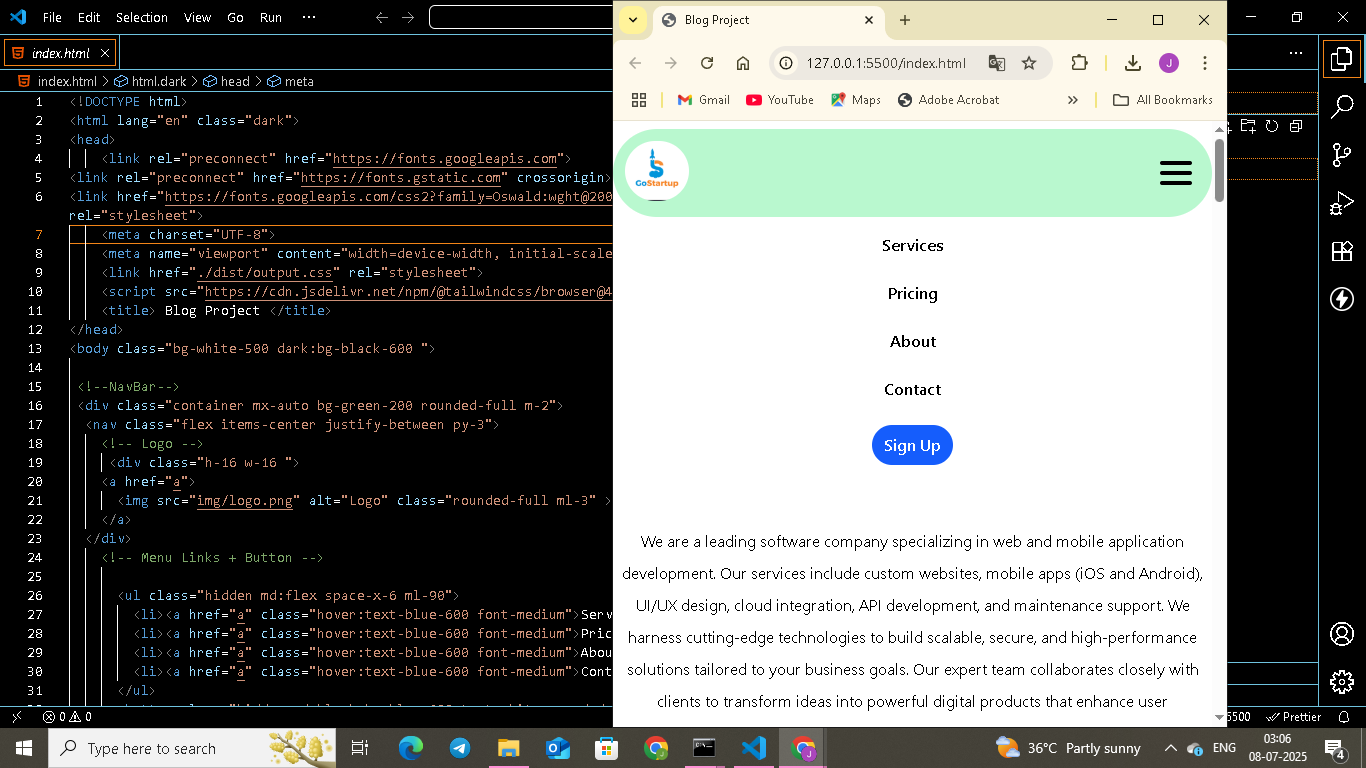 File Edit Selection View Go Run ···
index.html
index.html > html.dark > head > meta
1 <!DOCTYPE html>
2 <html lang="en" class="dark">
3 <head>
4 <link rel="preconnect" href="https://fonts.googleapis.com">
5 <link rel="preconnect" href="https://fonts.gstatic.com" crossorigin>
6 <link href="https://fonts.googleapis.com/css2?family=Oswald:wght@200
rel="stylesheet">
7 <meta charset="UTF-8">
8 <meta name="viewport" content="width=device-width, initial-scale
9 <link href="./dist/output.css" rel="stylesheet">
10 <script src="https://cdn.jsdelivr.net/npm/@tailwindcss/browser@4
11 <title> Blog Project </title>
12 </head>
13 <body class="bg-white-500 dark:bg-black-600 ">
14
15 <!--NavBar-->
16 <div class="container mx-auto bg-green-200 rounded-full m-2">
17 <nav class="flex items-center justify-between py-3">
18 <!-- Logo -->
19 <div class="h-16 w-16 ">
20 <a href="a">
21 <img src="img/logo.png" alt="Logo" class="rounded-full ml-3" >
22 </a>
23 </div>
24 <!-- Menu Links + Button -->
25
26 <ul class="hidden md:flex space-x-6 ml-90">
27 <li><a href="a" class="hover:text-blue-600 font-medium">Serv
28 <li><a href="a" class="hover:text-blue-600 font-medium">Pric
29 <li><a href="a" class="hover:text-blue-600 font-medium">Abou
30 <li><a href="a" class="hover:text-blue-600 font-medium">Cont
31 </ul>
0 0
Blog Project
127.0.0.1:5500/index.html
Gmail YouTube Maps Adobe Acrobat » All Bookmarks
GoStartup
Services
Pricing
About
Contact
Sign Up
We are a leading software company specializing in web and mobile application
development. Our services include custom websites, mobile apps (iOS and Android),
UI/UX design, cloud integration, API development, and maintenance support. We
harness cutting-edge technologies to build scalable, secure, and high-performance
solutions tailored to your business goals. Our expert team collaborates closely with
clients to transform ideas into powerful digital products that enhance user
5500 Prettier
Type here to search
36°C Partly sunny
ENG
03:06
08-07-2025
4